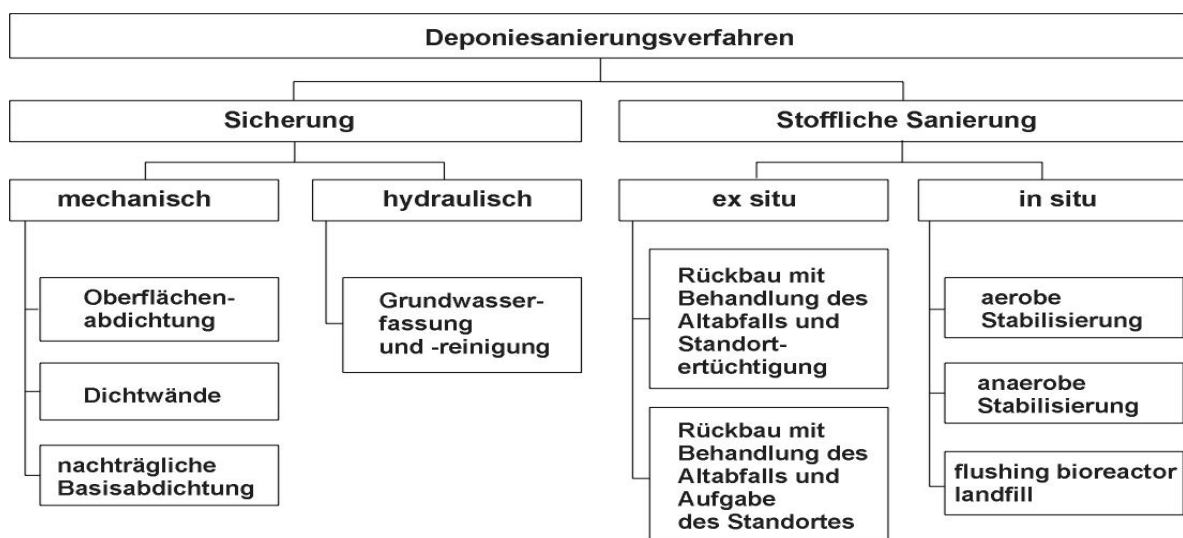 Deponiesanierungsverfahren
Sicherung
Stoffliche Sanierung
mechanisch
hydraulisch
ex situ
in situ
Oberflächen-
abdichtung
Dichtwände
nachträgliche
Basisabdichtung
Grundwasser-
fassung
und -reinigung
Rückbau mit
Behandlung des
Altabfalls und
Standort-
ertüchtigung
Rückbau mit
Behandlung des
Altabfalls und
Aufgabe
des Standortes
aerobe
Stabilisierung
anaerobe
Stabilisierung
flushing bioreactor
landfill